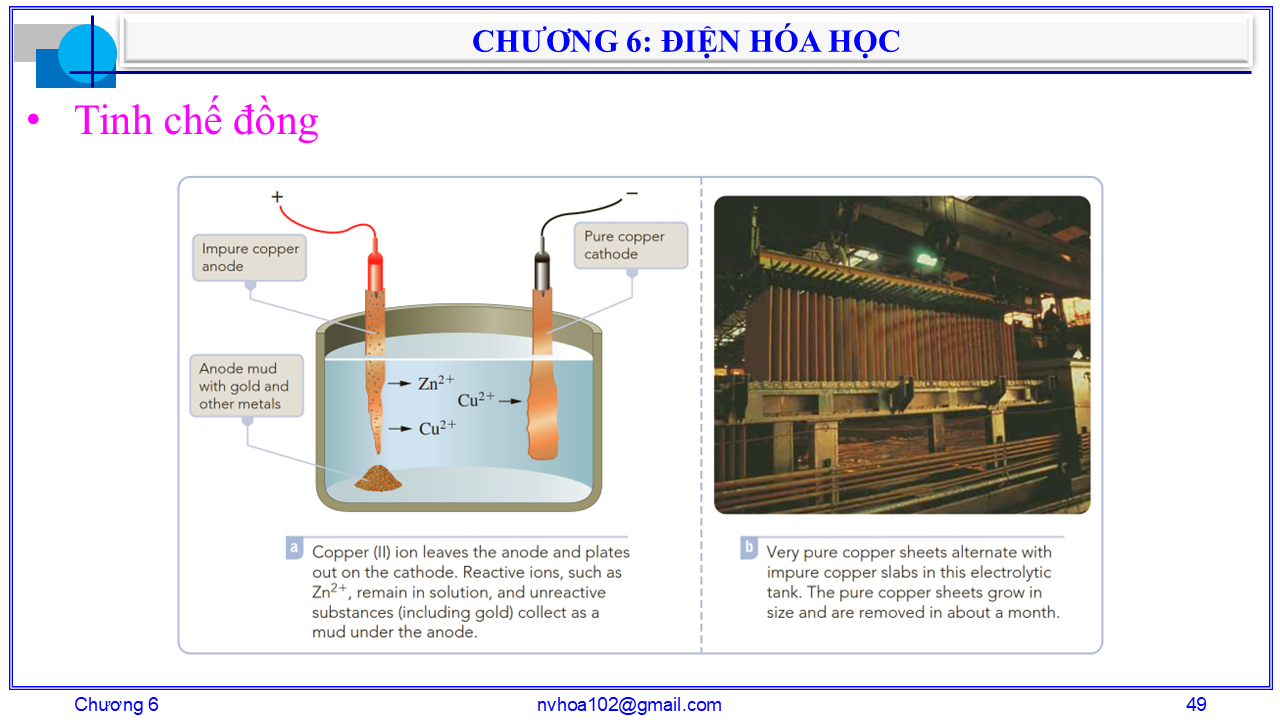 CHƯƠNG 6: ĐIỆN HÓA HỌC
• Tinh chế đồng
+
−
Impure copper
anode
Pure copper
cathode
Anode mud
with gold and
other metals
Zn²⁺
Cu²⁺
Cu²⁺
a
Copper (II) ion leaves the anode and plates
out on the cathode. Reactive ions, such as
Zn²⁺, remain in solution, and unreactive
substances (including gold) collect as a
mud under the anode.
b
Very pure copper sheets alternate with
impure copper slabs in this electrolytic
tank. The pure copper sheets grow in
size and are removed in about a month.
Chương 6
nvhoa102@gmail.com
49